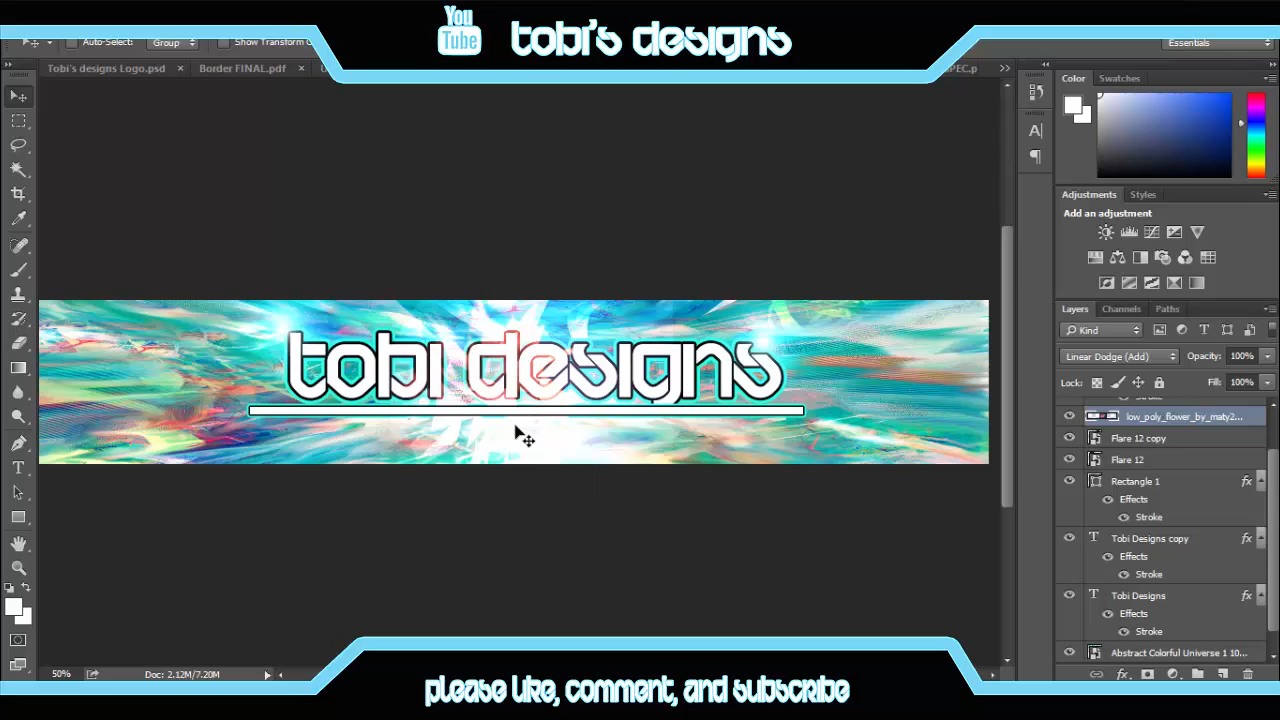 You
Tube
tobi's designs
Auto-Select:
Group
Show Transform
Essentials
Tobi's designs Logo.psd ×
Border FINAL.pdf ×
Color
Swatches
A|
Adjustments
Styles
Add an adjustment
tobi designs
Layers
Channels
Paths
Kind
Linear Dodge (Add)
Opacity: 100%
Lock:
Fill: 100%
low_poly_flower_by_maty2...
Flare 12 copy
Flare 12
Rectangle 1
fx
Effects
Stroke
T
Tobi Designs copy
fx
Effects
Stroke
T
Tobi Designs
fx
Effects
Stroke
Abstract Colorful Universe 1 10...
50%
Doc: 2.12M/7.20M
please like, comment, and subscribe